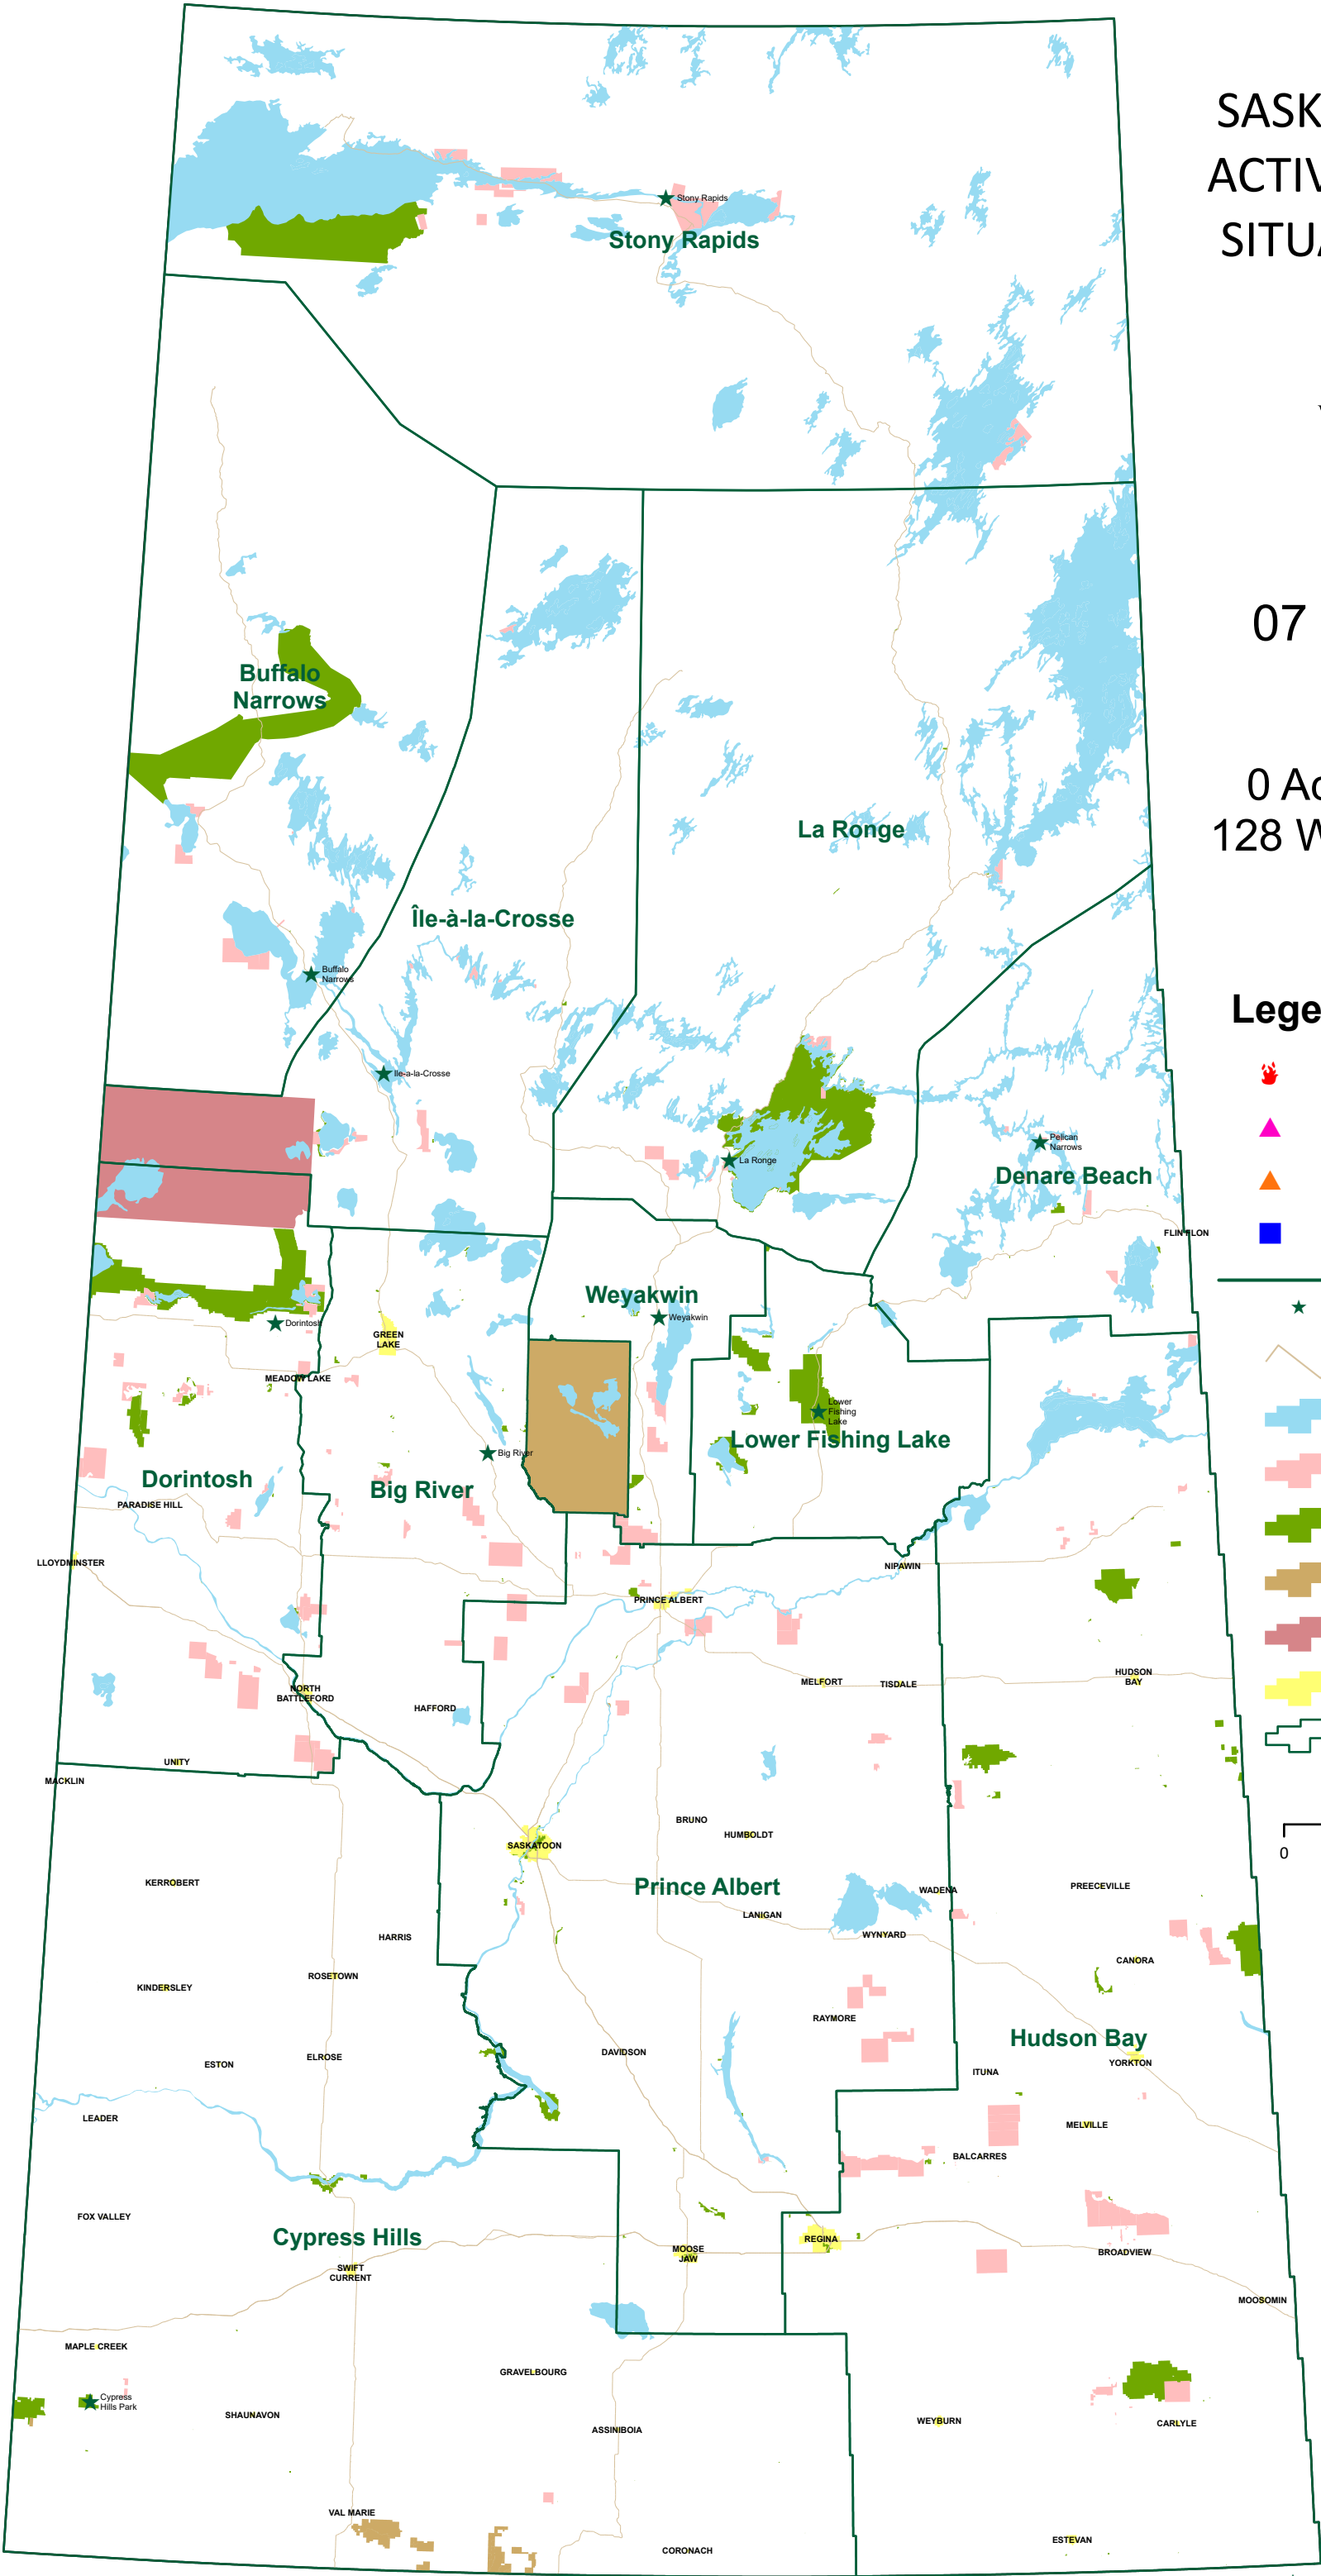 SASK
ACTIV
SITUA
07
0 Ac
128 W
Lege
0
Stony Rapids
Stony Rapids
Buffalo
Narrows
La Ronge
Île-à-la-Crosse
Buffalo
Narrows
Ile-a-la-Crosse
La Ronge
Pelican
Narrows
Denare Beach
FLIN FLON
Weyakwin
Weyakwin
Dorintosh
GREEN
LAKE
MEADOW LAKE
Lower
Fishing
Lake
Lower Fishing Lake
Big River
Dorintosh
Big River
PARADISE HILL
LLOYDMINSTER
NIPAWIN
PRINCE ALBERT
HUDSON
BAY
MELFORT
TISDALE
NORTH
BATTLEFORD
HAFFORD
UNITY
MACKLIN
BRUNO
HUMBOLDT
SASKATOON
KERROBERT
Prince Albert
PREECEVILLE
WADENA
LANIGAN
WYNYARD
HARRIS
CANORA
ROSETOWN
KINDERSLEY
RAYMORE
Hudson Bay
DAVIDSON
ELROSE
YORKTON
ESTON
ITUNA
LEADER
MELVILLE
BALCARRES
FOX VALLEY
Cypress Hills
REGINA
MOOSE
JAW
BROADVIEW
SWIFT
CURRENT
MOOSOMIN
MAPLE CREEK
GRAVELBOURG
Cypress
Hills Park
SHAUNAVON
WEYBURN
CARLYLE
ASSINIBOIA
VAL MARIE
ESTEVAN
CORONACH